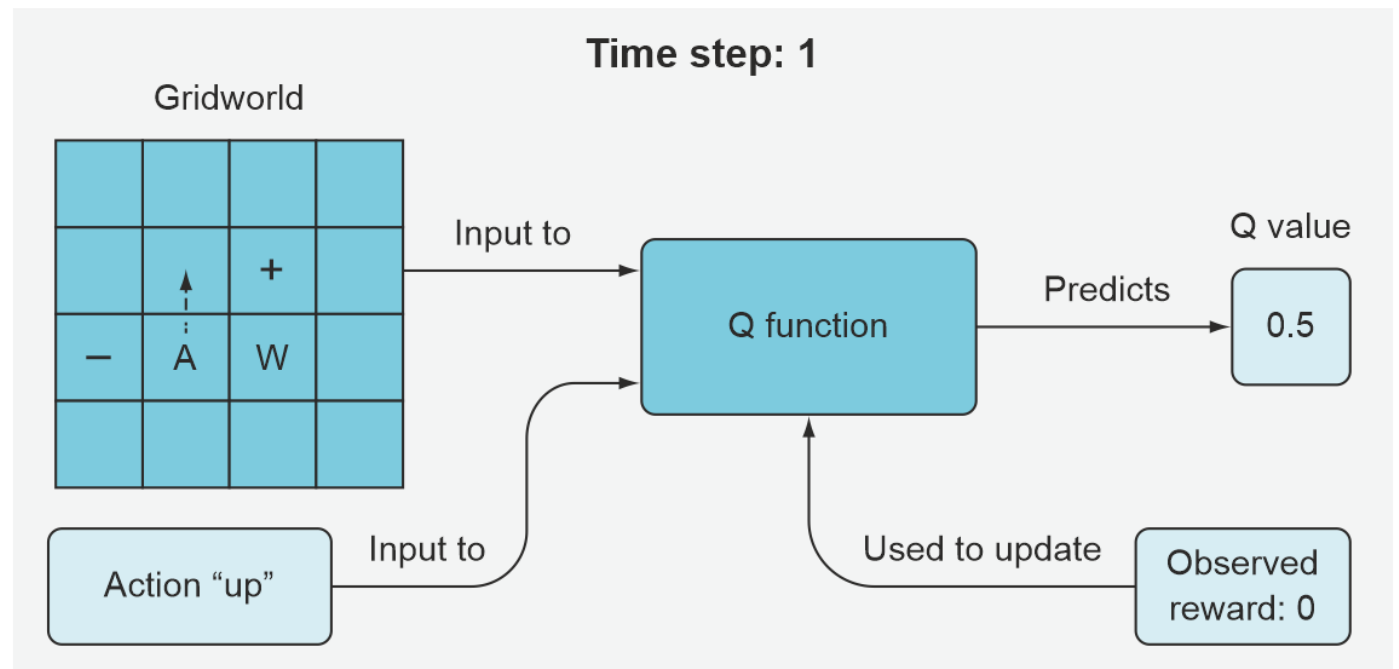 Time step: 1
Gridworld
+
– A W
Input to
Action “up”
Input to
Q function
Predicts
Q value
0.5
Used to update
Observed
reward: 0